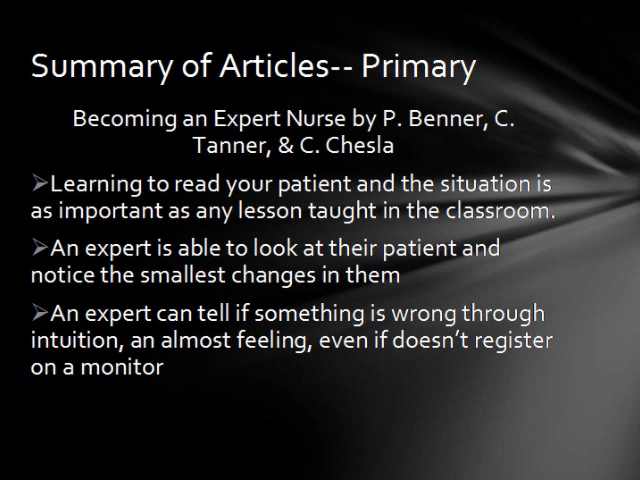 Summary of Articles-- Primary
Becoming an Expert Nurse by P. Benner, C.
Tanner, & C. Chesla
➢Learning to read your patient and the situation is
as important as any lesson taught in the classroom.
➢An expert is able to look at their patient and
notice the smallest changes in them
➢An expert can tell if something is wrong through
intuition, an almost feeling, even if doesn't register
on a monitor